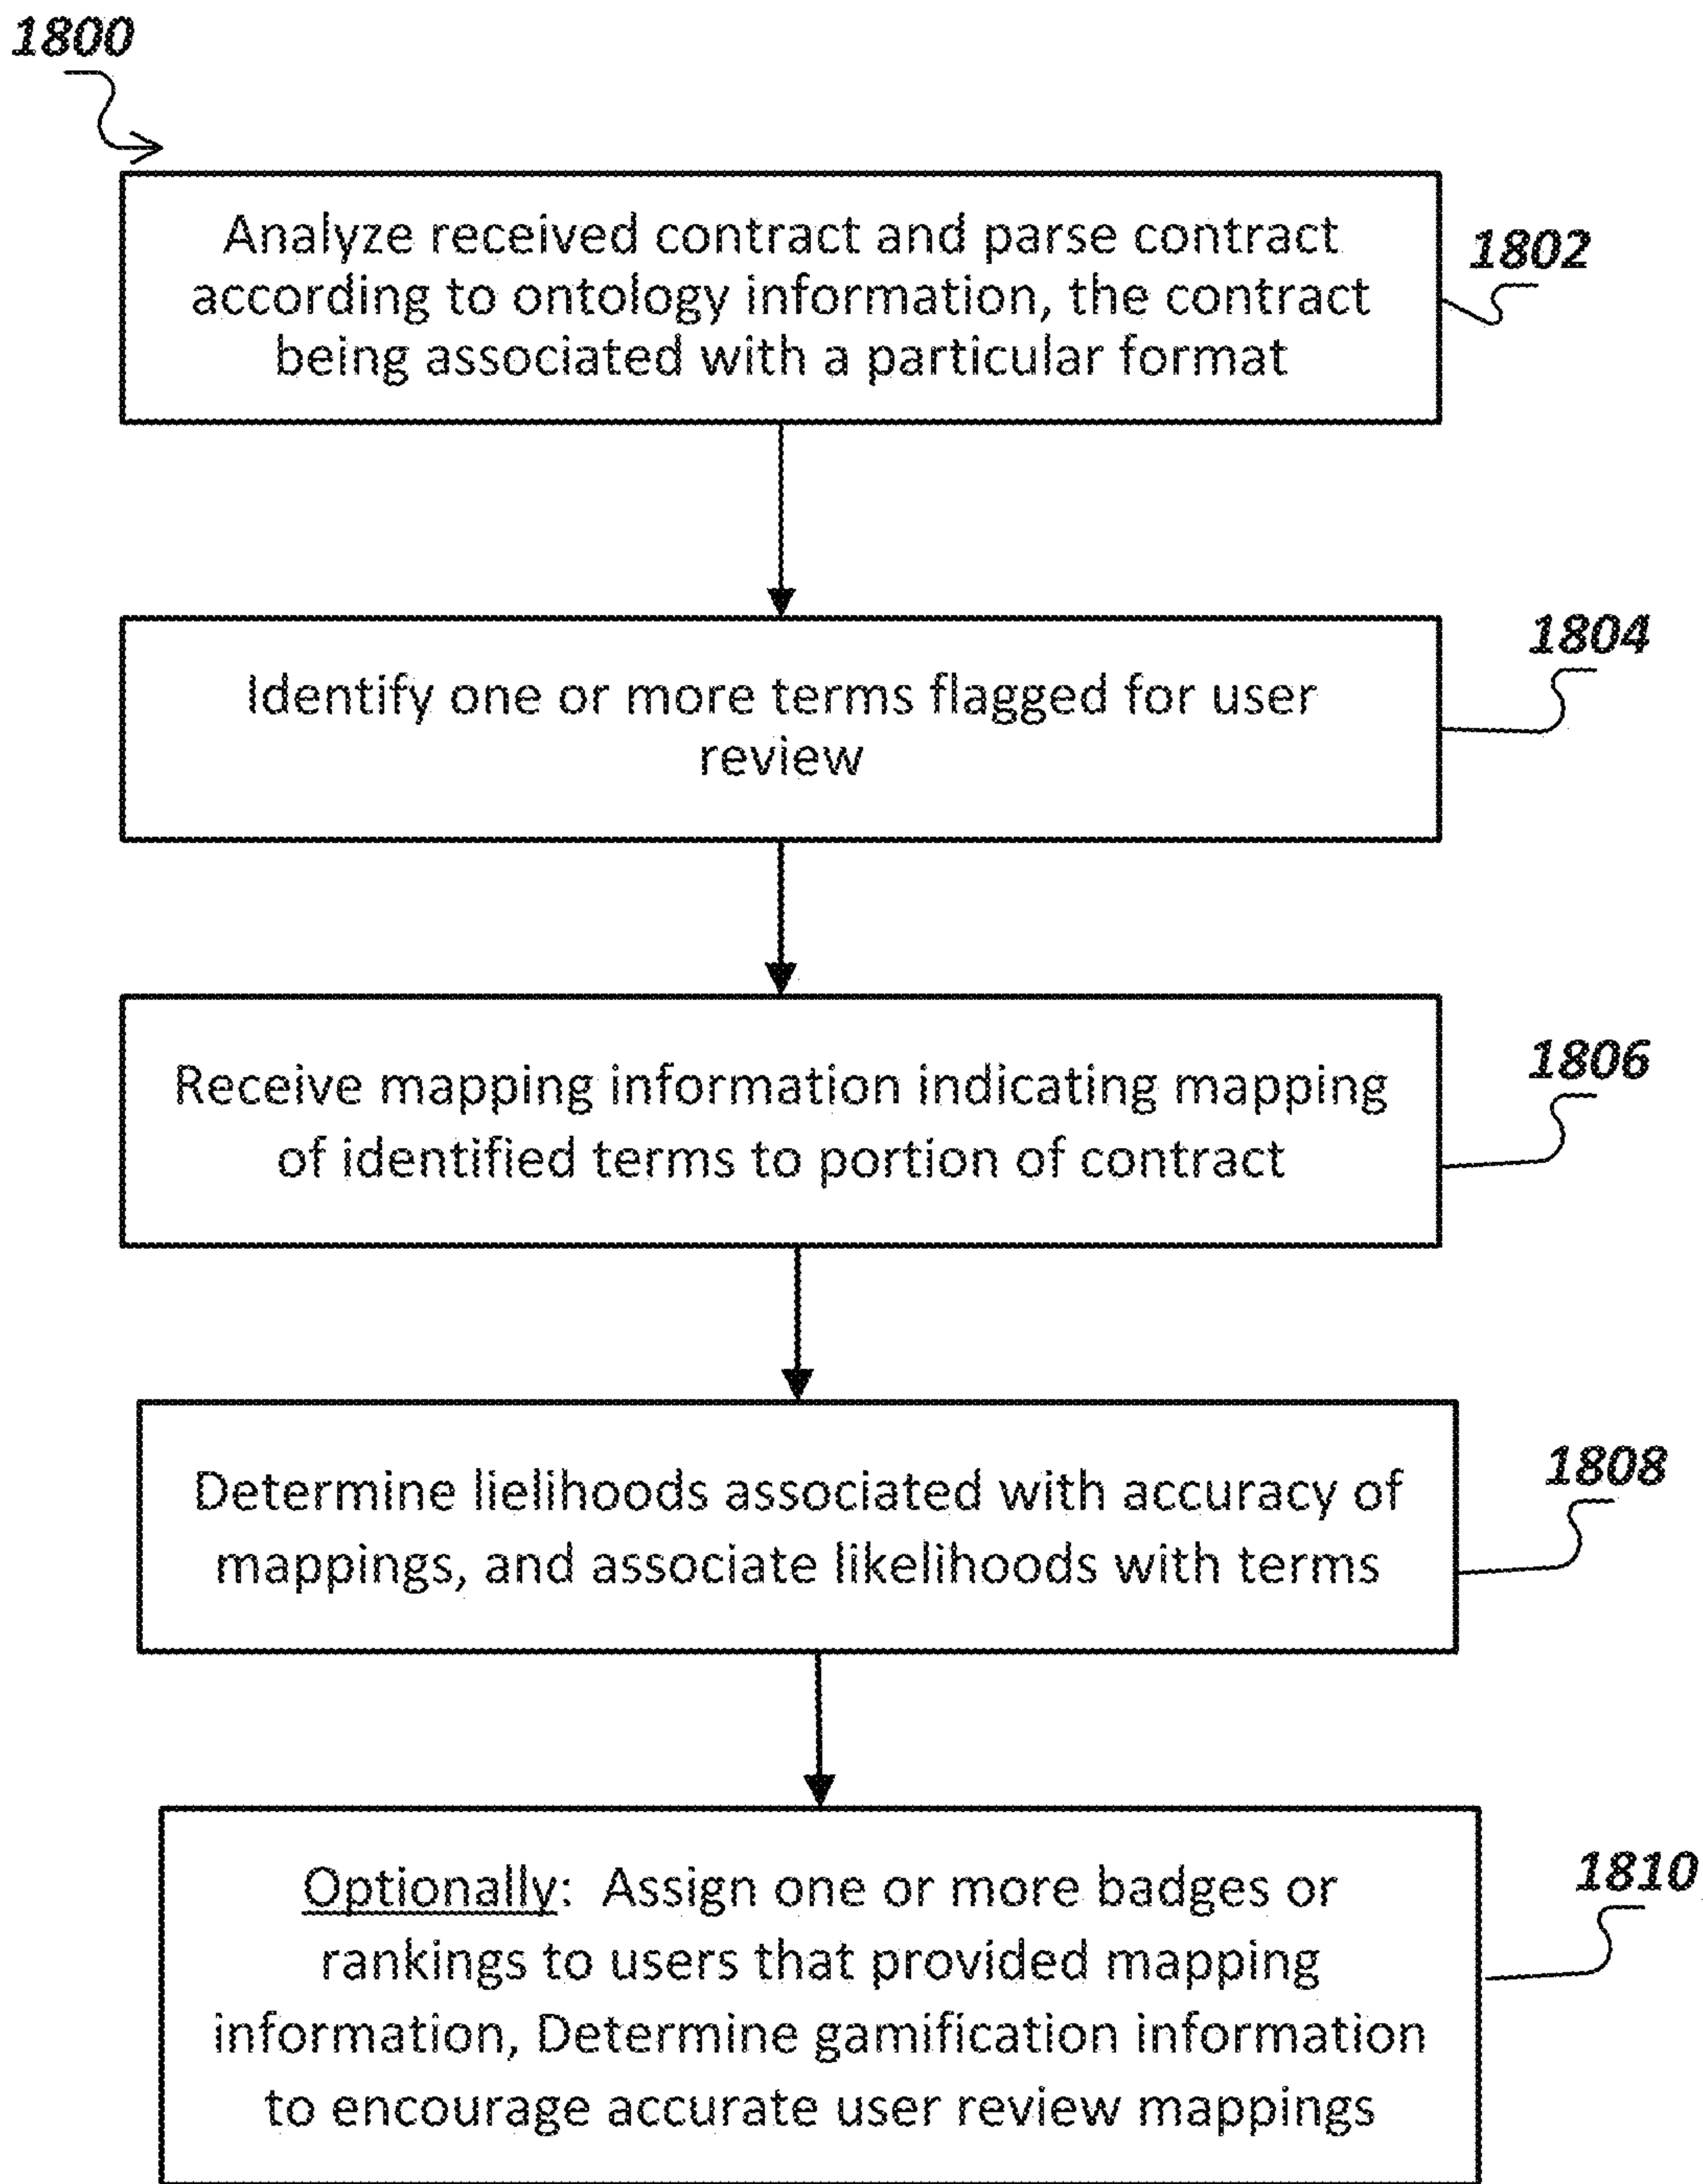 1800
Analyze received contract and parse contract
according to ontology information, the contract
being associated with a particular format
1802
Identify one or more terms flagged for user
review
1804
Receive mapping information indicating mapping
of identified terms to portion of contract
1806
Determine lielihoods associated with accuracy of
mappings, and associate likelihoods with terms
1808
Optionally: Assign one or more badges or
rankings to users that provided mapping
information, Determine gamification information
to encourage accurate user review mappings
1810